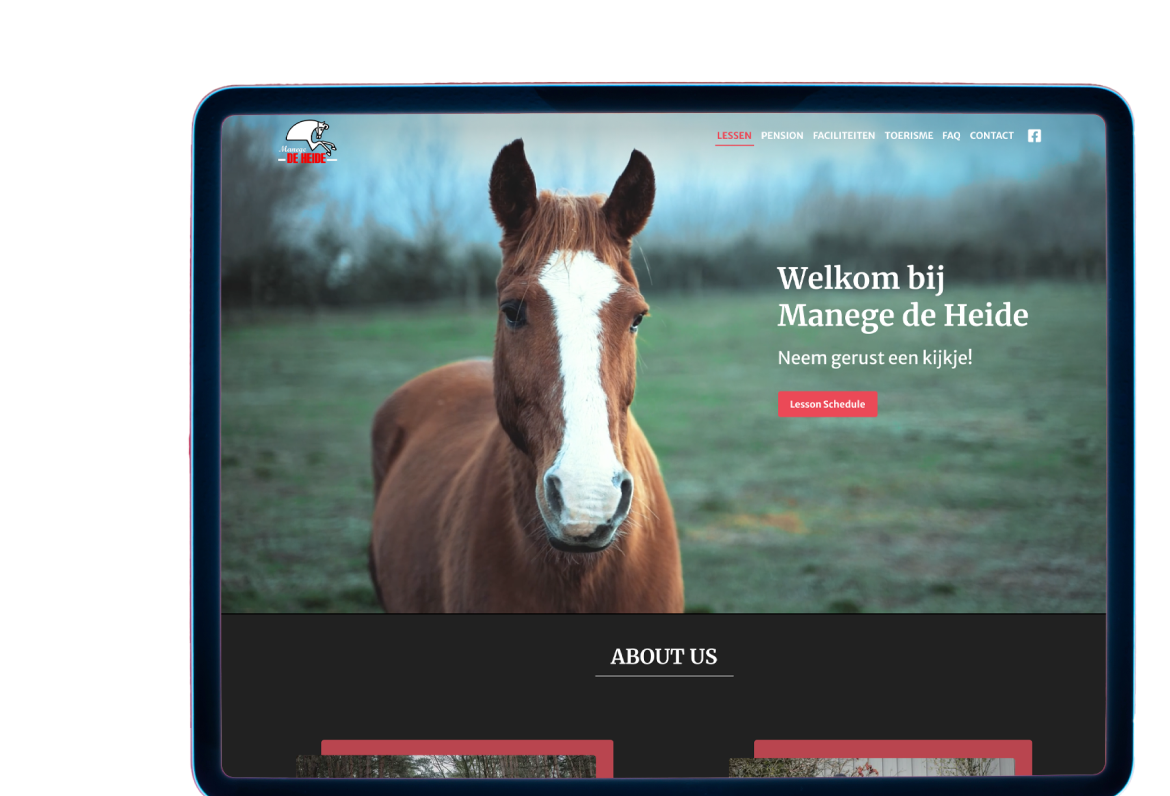 Manege
DE HEIDE
LESSEN PENSION FACILITEITEN TOERISME FAQ CONTACT
Welkom bij
Manege de Heide
Neem gerust een kijkje!
Lesson Schedule
ABOUT US